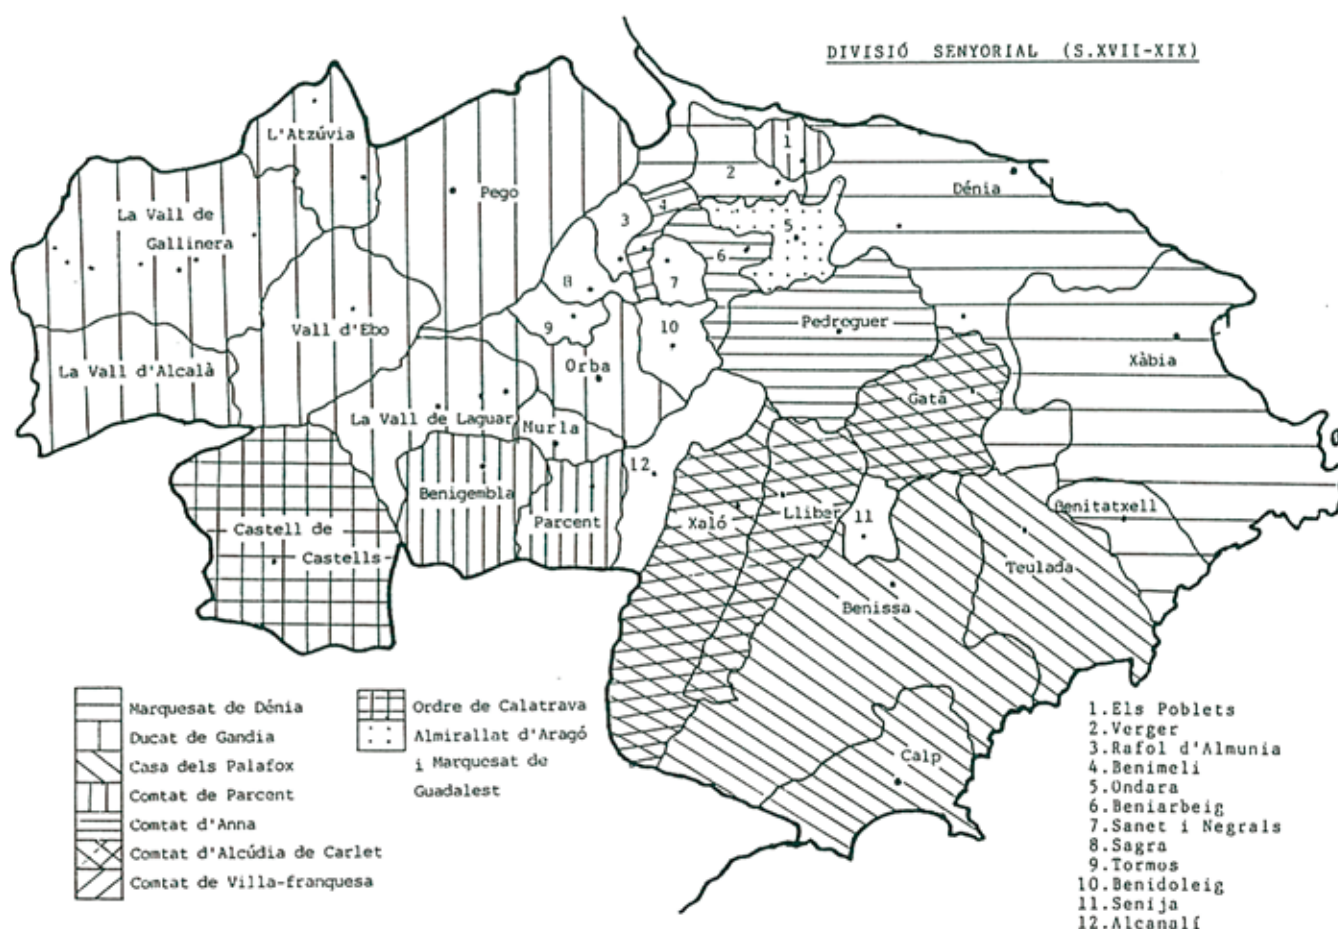 DIVISIÓ SENYORIAL (S.XVII-XIX)
L'Atzúvia
1
2
Pego
Dénia
La Vall de
Gallinera
3
4
5
6
7
8
9
10
Vall d'Ebo
Pedroguer
La Vall d'Alcalà
Orba
Xàbia
Gata
La Vall de Laguar
Murla
12
Benigembla
Parcent
Xaló
Lliber
11
Benitatxell
Castell de
Castells
Teulada
Benissa
Calp
Marquesat de Dénia
Ducat de Gandia
Casa dels Palafox
Comtat de Parcent
Comtat d'Anna
Comtat d'Alcúdia de Carlet
Comtat de Villa-franquesa
Ordre de Calatrava
Almirallat d'Aragó
i Marquesat de
Guadalest
1.Els Poblets
2.Verger
3.Rafol d'Almunia
4.Benimeli
5.Ondara
6.Beniarbeig
7.Sanet i Negrals
8.Sagra
9.Tormos
10.Benidoleig
11.Senija
12.Alcanalí